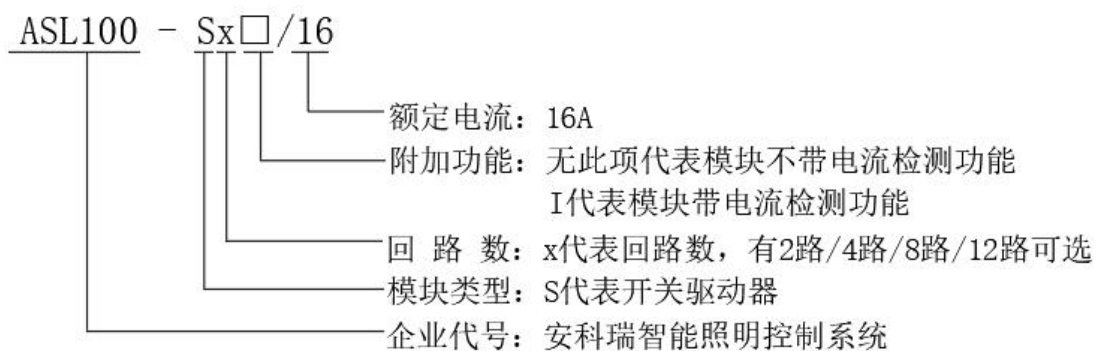 ASL100 - Sx□/16
额定电流：16A
附加功能：无此项代表模块不带电流检测功能
I代表模块带电流检测功能
回 路 数：x代表回路数，有2路/4路/8路/12路可选
模块类型：S代表开关驱动器
企业代号：安科瑞智能照明控制系统